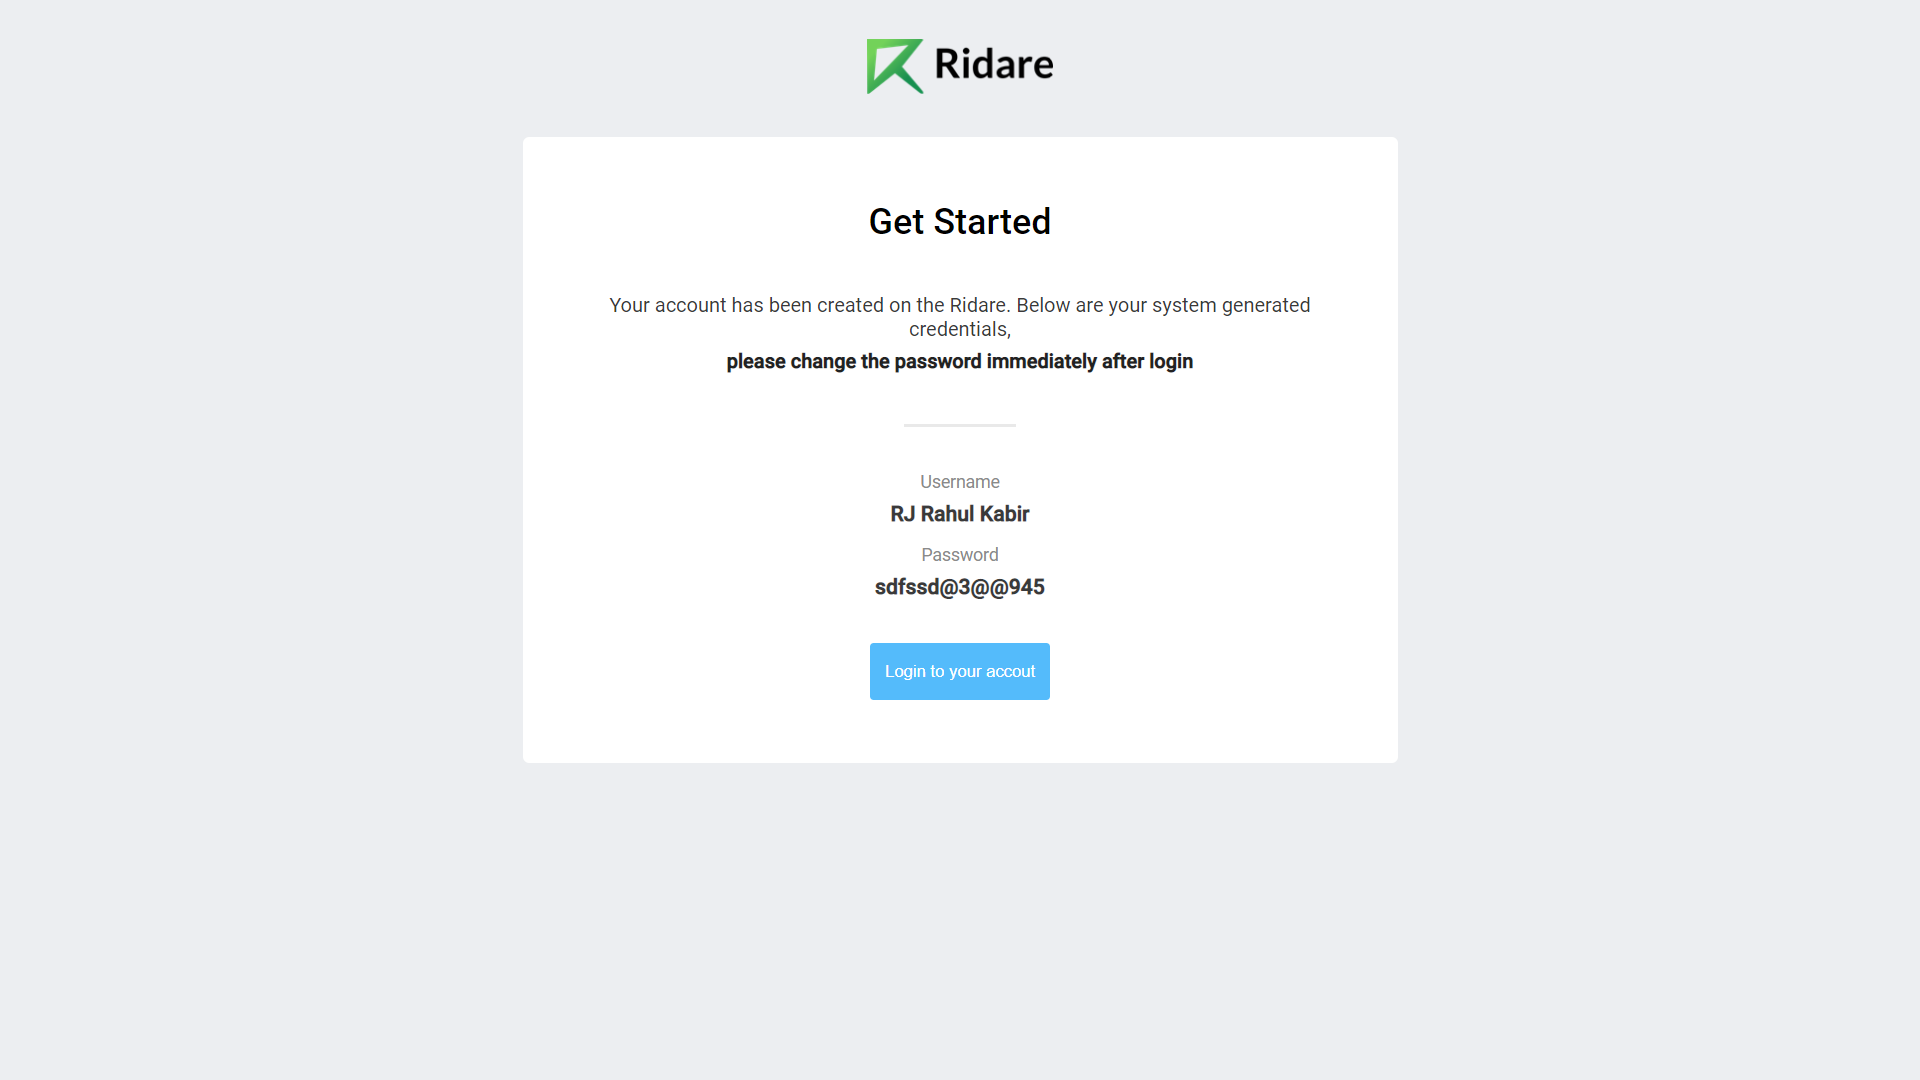 Ridare
Get Started
Your account has been created on the Ridare. Below are your system generated
credentials,
please change the password immediately after login
Username
RJ Rahul Kabir
Password
sdfssd@3@@945
Login to your accout